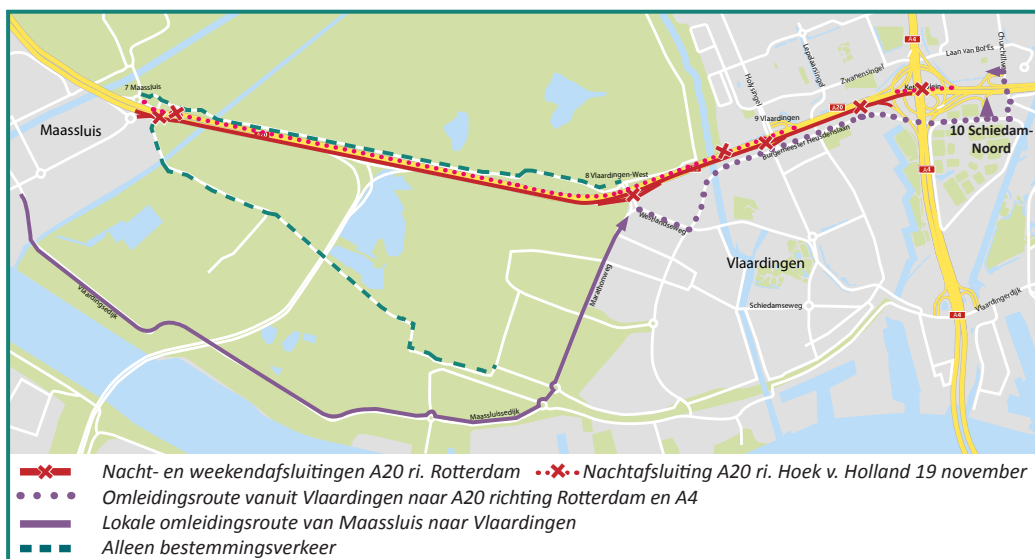 A4
Churchillweg
Laan van Bol'Es
Lepelaarsingel
Zwanensingel
7 Maassluis
Holysingel
A20
Maassluis
A20
9 Vlaardingen
10 Schiedam-
Noord
Burgemeester Heusdenslaan
8 Vlaardingen-West
A4
Westlandseweg
Vlaardingen
Marathonweg
Vlaardingsedijk
Schiedamseweg
Vlaardingerdijk
A4
Maassluissedijk
Nacht- en weekendafsluitingen A20 ri. Rotterdam
Nachtafsluiting A20 ri. Hoek v. Holland 19 november
Omleidingsroute vanuit Vlaardingen naar A20 richting Rotterdam en A4
Lokale omleidingsroute van Maassluis naar Vlaardingen
Alleen bestemmingsverkeer